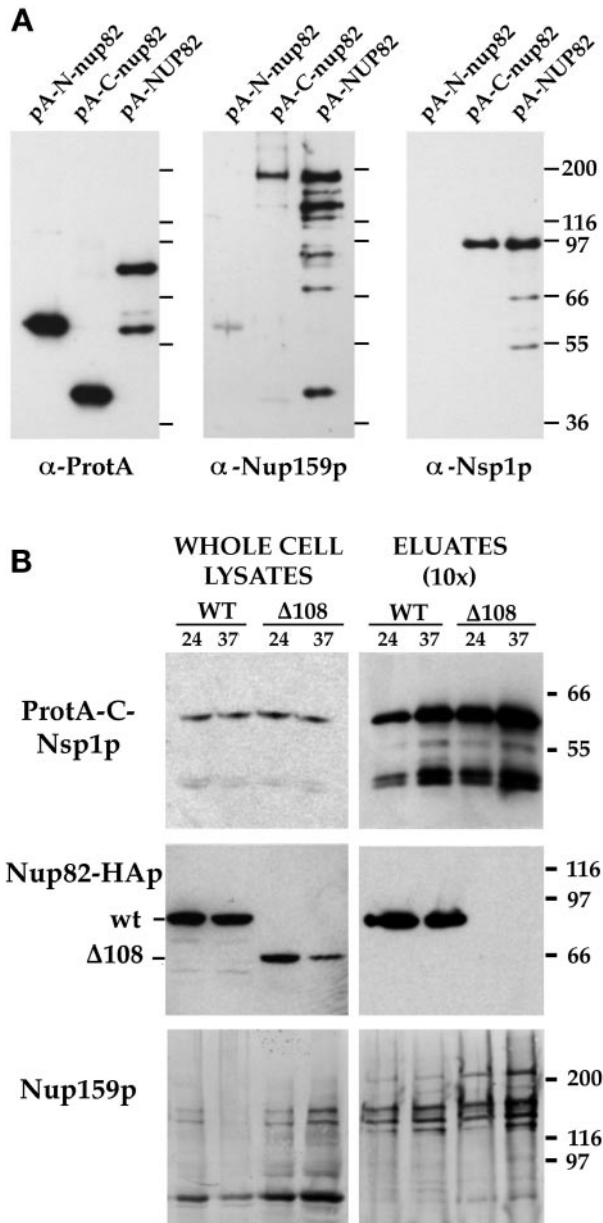 A
pA-N-nup82
pA-C-nup82
pA-NUP82
pA-N-nup82
pA-C-nup82
pA-NUP82
pA-N-nup82
pA-C-nup82
pA-NUP82
200
116
97
66
55
36
α-ProtA
α-Nup159p
α-Nsp1p
B
WHOLE CELL LYSATES
ELUATES (10x)
WT Δ108 WT Δ108
24 37 24 37 24 37 24 37
ProtA-C-Nsp1p
66
55
Nup82-HAp
wt
Δ108
116
97
66
Nup159p
200
116
97